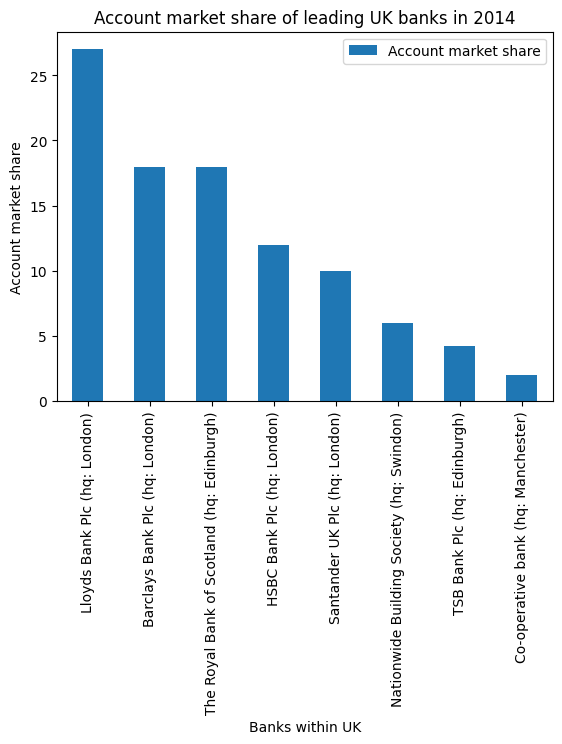 Account market share of leading UK banks in 2014
Account market share
Account market share
25
20
15
10
5
0
Lloyds Bank Plc (hq: London)
Barclays Bank Plc (hq: London)
The Royal Bank of Scotland (hq: Edinburgh)
HSBC Bank Plc (hq: London)
Santander UK Plc (hq: London)
Nationwide Building Society (hq: Swindon)
TSB Bank Plc (hq: Edinburgh)
Co-operative bank (hq: Manchester)
Banks within UK